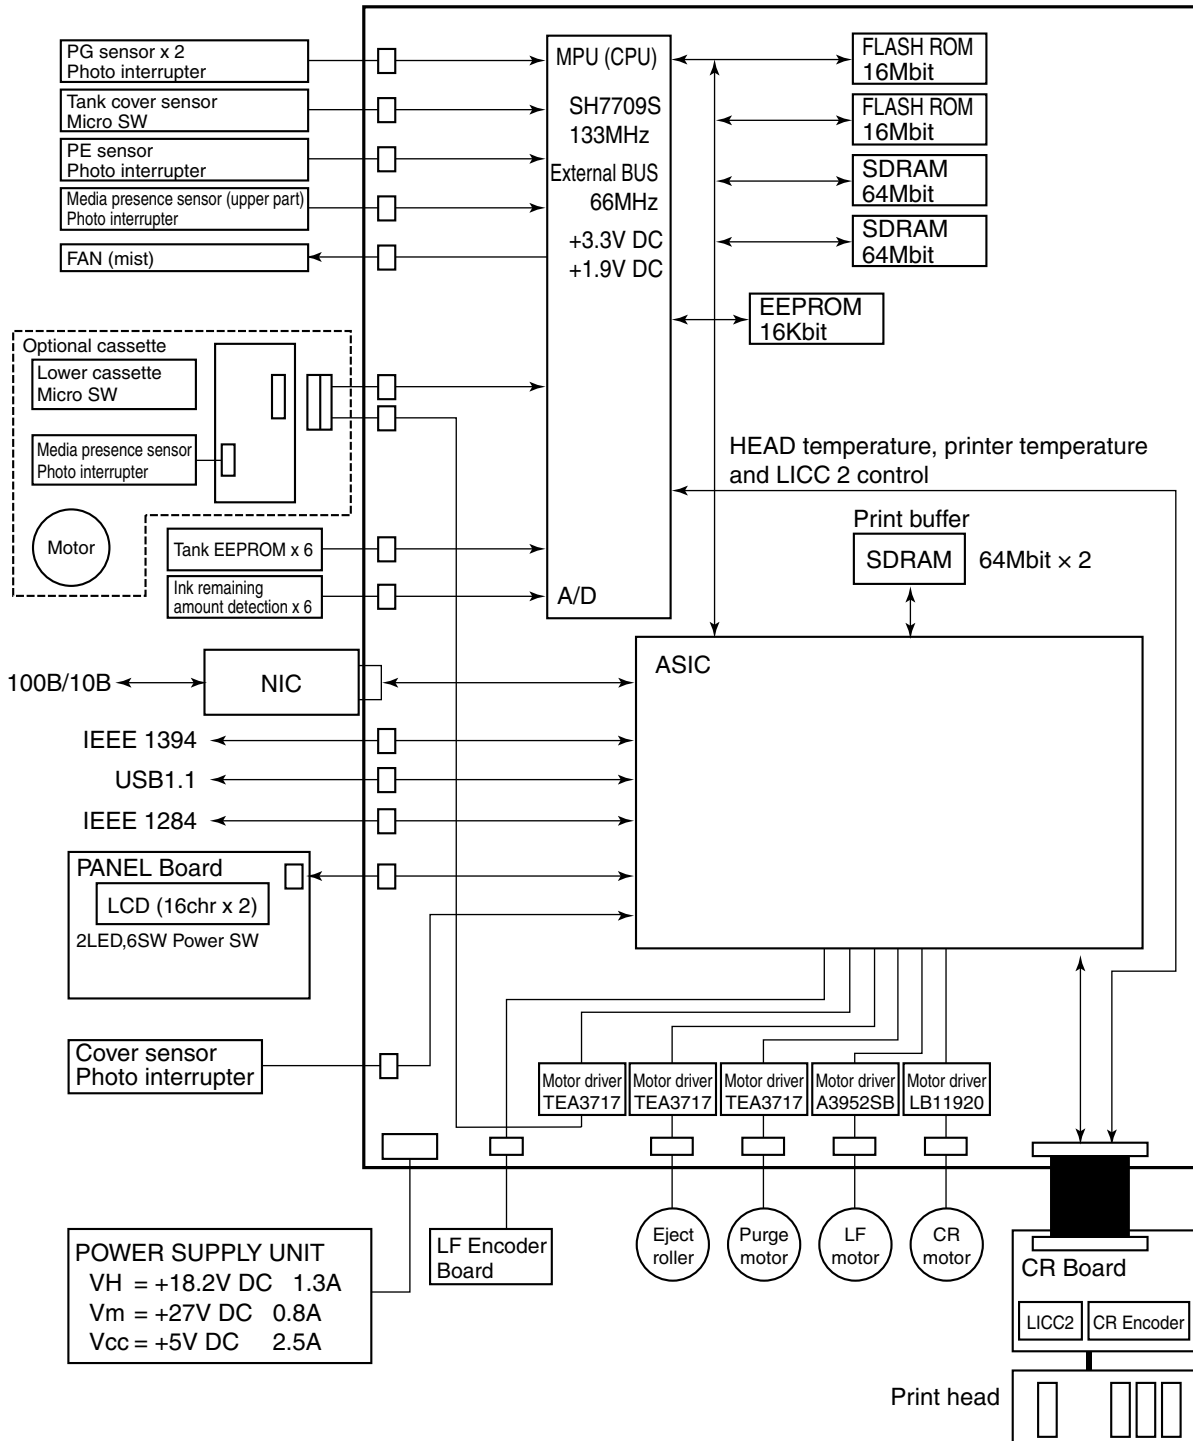 PG sensor x 2
Photo interrupter
Tank cover sensor
Micro SW
PE sensor
Photo interrupter
Media presence sensor (upper part)
Photo interrupter
FAN (mist)
MPU (CPU)
SH7709S
133MHz
External BUS
66MHz
+3.3V DC
+1.9V DC
A/D
FLASH ROM
16Mbit
FLASH ROM
16Mbit
SDRAM
64Mbit
SDRAM
64Mbit
EEPROM
16Kbit
Optional cassette
Lower cassette
Micro SW
Media presence sensor
Photo interrupter
Motor
Tank EEPROM x 6
Ink remaining
amount detection x 6
HEAD temperature, printer temperature
and LICC 2 control
Print buffer
SDRAM 64Mbit × 2
ASIC
100B/10B
NIC
IEEE 1394
USB1.1
IEEE 1284
PANEL Board
LCD (16chr x 2)
2LED,6SW Power SW
Cover sensor
Photo interrupter
Motor driver
TEA3717
Motor driver
TEA3717
Motor driver
TEA3717
Motor driver
A3952SB
Motor driver
LB11920
POWER SUPPLY UNIT
VH = +18.2V DC 1.3A
Vm = +27V DC 0.8A
Vcc = +5V DC 2.5A
LF Encoder
Board
Eject
roller
Purge
motor
LF
motor
CR
motor
CR Board
LICC2
CR Encoder
Print head